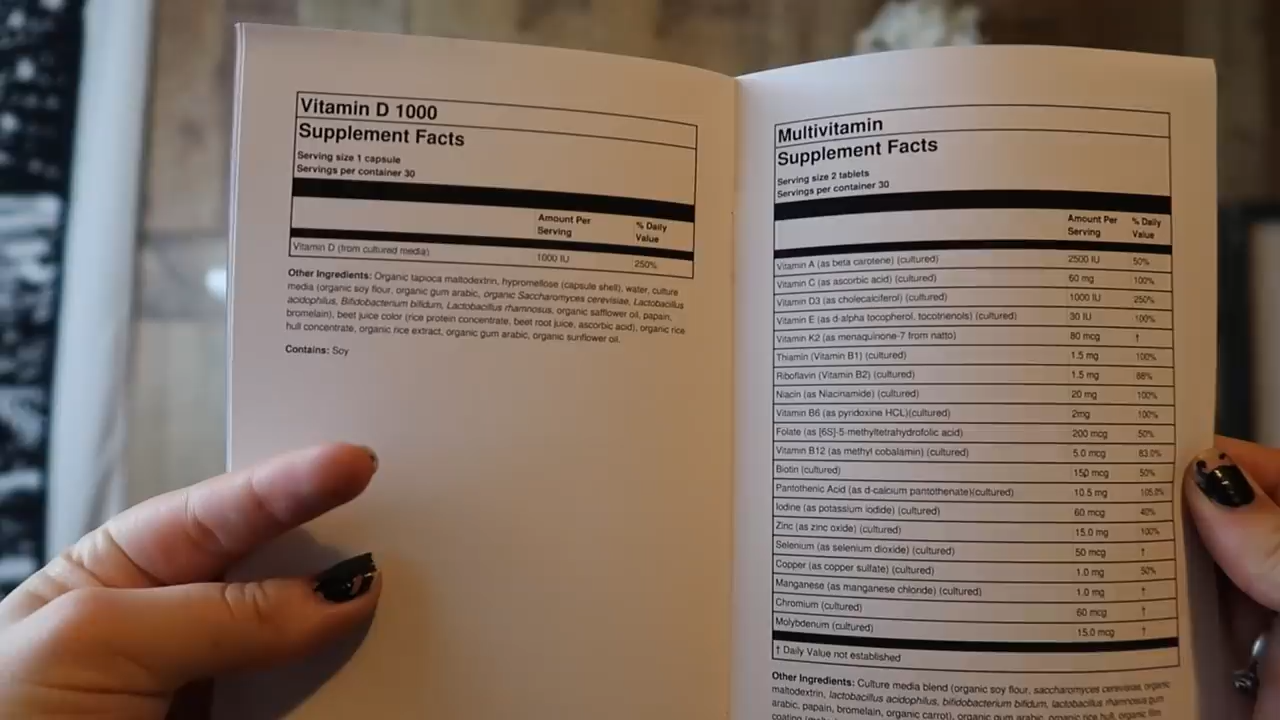 Vitamin D 1000
Supplement Facts
Serving size 1 capsule
Servings per container 30
Amount Per
Serving
% Daily
Value
Vitamin D (from cultured media) 1000 IU 250%
Other Ingredients: Organic tapioca maltodextrin, hypromellose (capsule shell), water, culture
media (organic soy flour, organic gum arabic, organic Saccharomyces cerevisiae, Lactobacillus
acidophilus, Bifidobacterium bifidum, Lactobacillus rhamnosus, organic safflower oil, papain,
bromelain), beet juice color (rice protein concentrate, beet root juice, ascorbic acid), organic rice
hull concentrate, organic rice extract, organic gum arabic, organic sunflower oil.
Contains: Soy
Multivitamin
Supplement Facts
Serving size 2 tablets
Servings per container 30
Amount Per
Serving
% Daily
Value
Vitamin A (as beta carotene) (cultured) 2500 IU 50%
Vitamin C (as ascorbic acid) (cultured) 60 mg 100%
Vitamin D3 (as cholecalciferol) (cultured) 1000 IU 250%
Vitamin E (as d-alpha tocopherol, tocotrienols) (cultured) 30 IU 100%
Vitamin K2 (as menaquinone-7 from natto) 80 mcg †
Thiamin (Vitamin B1) (cultured) 1.5 mg 100%
Riboflavin (Vitamin B2) (cultured) 1.5 mg 88%
Niacin (as Niacinamide) (cultured) 20 mg 100%
Vitamin B6 (as pyridoxine HCL)(cultured) 2mg 100%
Folate (as [6S]-5-methyltetrahydrofolic acid) 200 mcg 50%
Vitamin B12 (as methyl cobalamin) (cultured) 5.0 mcg 83.0%
Biotin (cultured) 150 mcg 50%
Pantothenic Acid (as d-calcium pantothenate)(cultured) 10.5 mg 105.0%
Iodine (as potassium iodide) (cultured) 60 mcg 40%
Zinc (as zinc oxide) (cultured) 15.0 mg 100%
Selenium (as selenium dioxide) (cultured) 50 mcg †
Copper (as copper sulfate) (cultured) 1.0 mg 50%
Manganese (as manganese chloride) (cultured) 1.0 mg †
Chromium (cultured) 60 mcg †
Molybdenum (cultured) 15.0 mcg †
† Daily Value not established
Other Ingredients: Culture media blend (organic soy flour, saccharomyces cerevisiae, organic
maltodextrin, lactobacillus acidophilus, bifidobacterium bifidum, lactobacillus rhamnosus gum
arabic, papain, bromelain, organic carrot), organic gum arabic, organic rice hull, organic